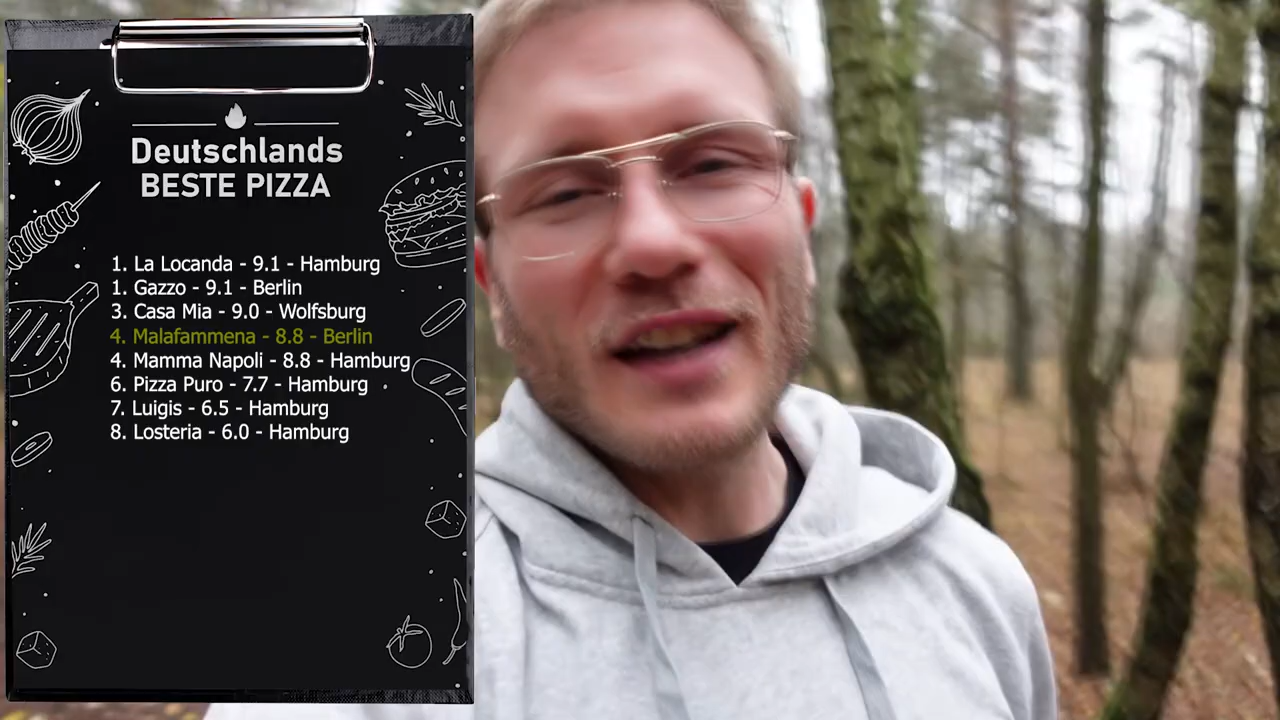 Deutschlands
BESTE PIZZA
1. La Locanda - 9.1 - Hamburg
1. Gazzo - 9.1 - Berlin
3. Casa Mia - 9.0 - Wolfsburg
4. Malafammena - 8.8 - Berlin
4. Mamma Napoli - 8.8 - Hamburg
6. Pizza Puro - 7.7 - Hamburg
7. Luigis - 6.5 - Hamburg
8. Losteria - 6.0 - Hamburg